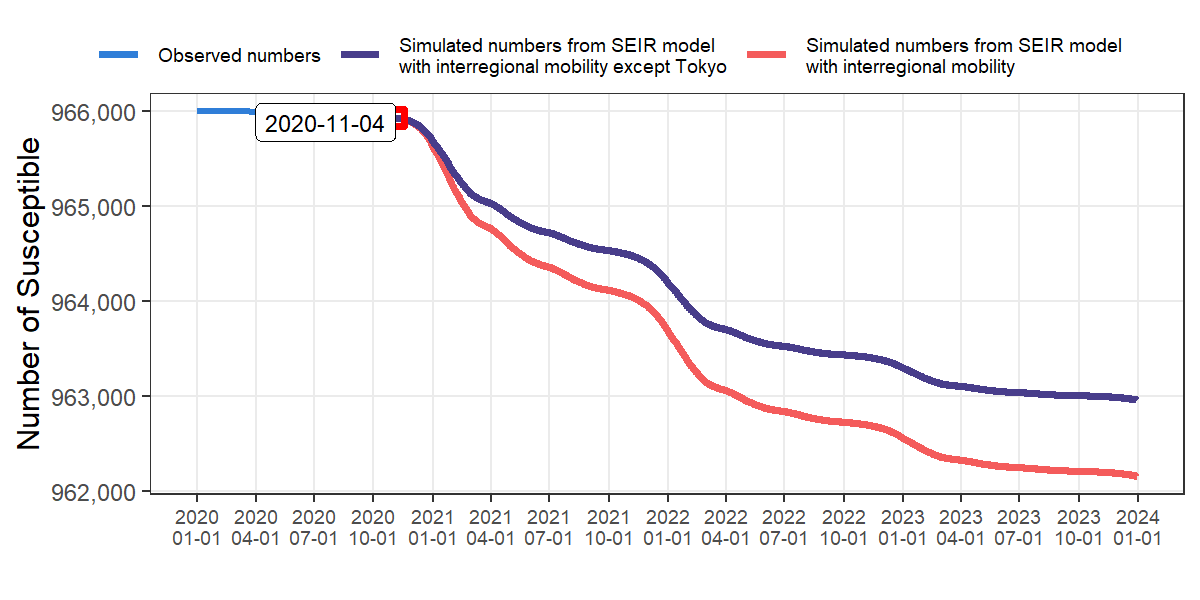 Observed numbers
Simulated numbers from SEIR model
with interregional mobility except Tokyo
Simulated numbers from SEIR model
with interregional mobility
Number of Susceptible
966,000
965,000
964,000
963,000
962,000
2020-11-04
2020 2020 2020 2020 2021 2021 2021 2021 2022 2022 2022 2022 2023 2023 2023 2023 2024
01-01 04-01 07-01 10-01 01-01 04-01 07-01 10-01 01-01 04-01 07-01 10-01 01-01 04-01 07-01 10-01 01-01